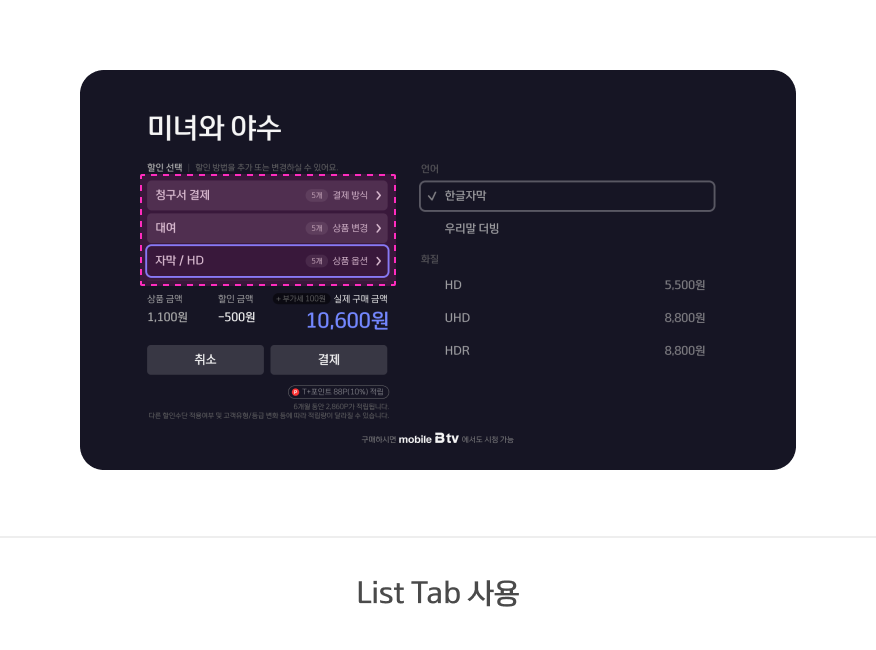 미녀와 야수
할인 선택 | 할인 방법을 추가 또는 변경하실 수 있어요.
청구서 결제 5개 결제 방식
대여 5개 상품 변경
자막 / HD 5개 상품 옵션
상품 금액 할인 금액 + 부가세 100원 실제 구매 금액
1,100원 −500원 10,600원
취소 결제
P T+포인트 88P(10%) 적립
6개월 동안 2,860P가 적립됩니다.
다른 할인수단 적용여부 및 고객유형/등급 변화 등에 따라 적립량이 달라질 수 있습니다.
언어
한글자막
우리말 더빙
화질
HD 5,500원
UHD 8,800원
HDR 8,800원
구매하시면 mobile B tv 에서도 시청 가능
List Tab 사용